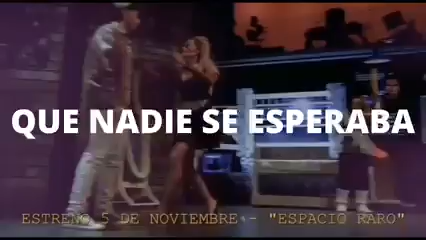 QUE NADIE SE ESPERABA
ESTRENO 5 DE NOVIEMBRE - "ESPACIO RARO"